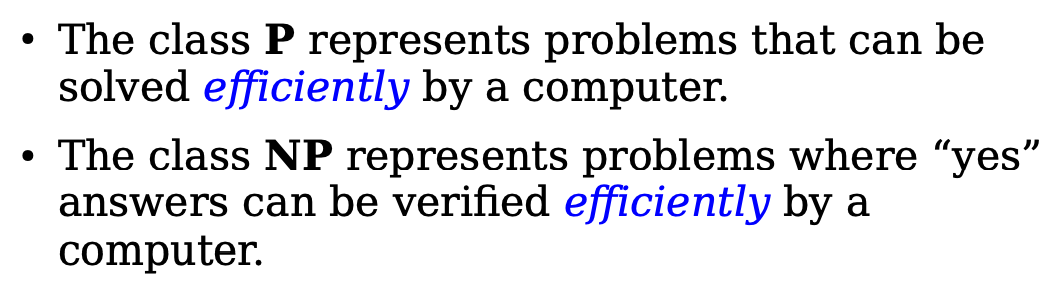 • The class P represents problems that can be
solved efficiently by a computer.
• The class NP represents problems where “yes”
answers can be verified efficiently by a
computer.